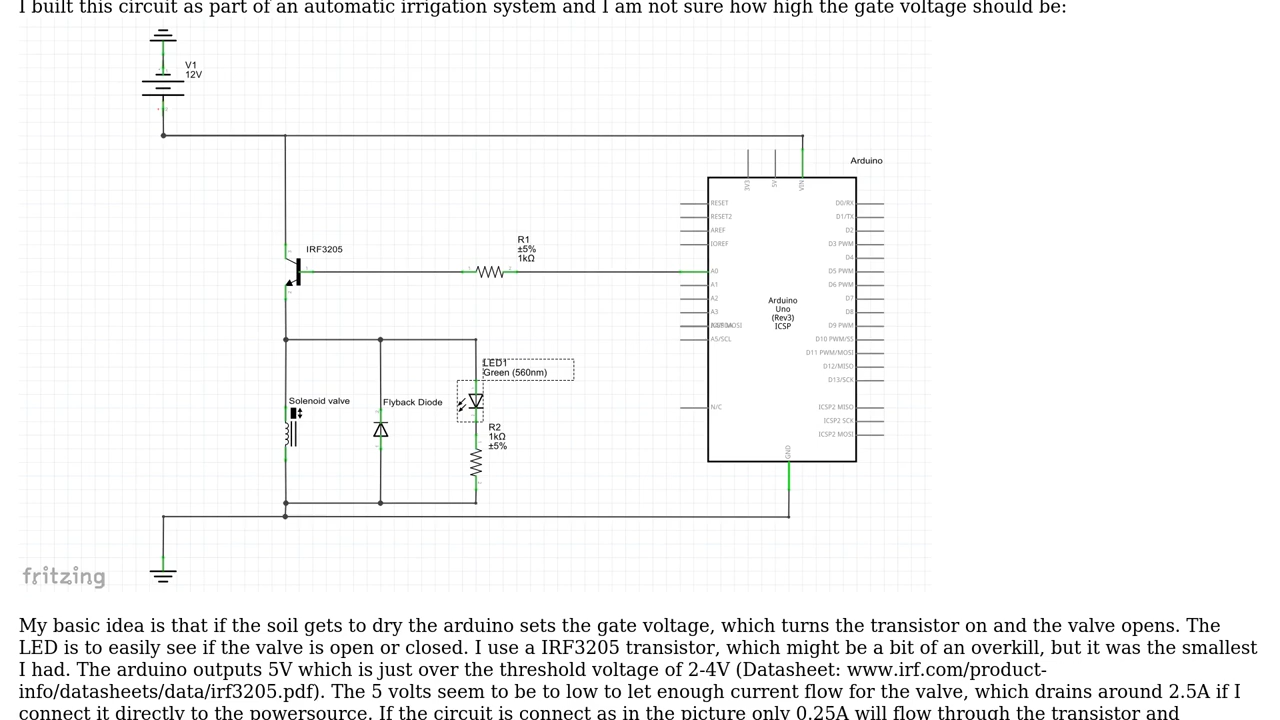 I built this circuit as part of an automatic irrigation system and I am not sure how high the gate voltage should be:
V1
12V
Arduino
3V3
5V
VIN
RESET
RESET2
AREF
IOREF
A0
A1
A2
A3
A5/SCL
N/C
D0/RX
D1/TX
D2
D3 PWM
D4
D5 PWM
D6 PWM
D7
D8
D9 PWM
D10 PWM/SS
D11 PWM/MOSI
D12/MISO
D13/SCK
ICSP2 MISO
ICSP2 SCK
ICSP2 MOSI
GND
Arduino
Uno
(Rev3)
ICSP
IRF3205
R1
±5%
1kΩ
LED1
Green (560nm)
Solenoid valve
Flyback Diode
R2
1kΩ
±5%
fritzing
My basic idea is that if the soil gets to dry the arduino sets the gate voltage, which turns the transistor on and the valve opens. The
LED is to easily see if the valve is open or closed. I use a IRF3205 transistor, which might be a bit of an overkill, but it was the smallest
I had. The arduino outputs 5V which is just over the threshold voltage of 2-4V (Datasheet: www.irf.com/product-
info/datasheets/data/irf3205.pdf). The 5 volts seem to be to low to let enough current flow for the valve, which drains around 2.5A if I
connect it directly to the powersource. If the circuit is connect as in the picture only 0.25A will flow through the transistor and